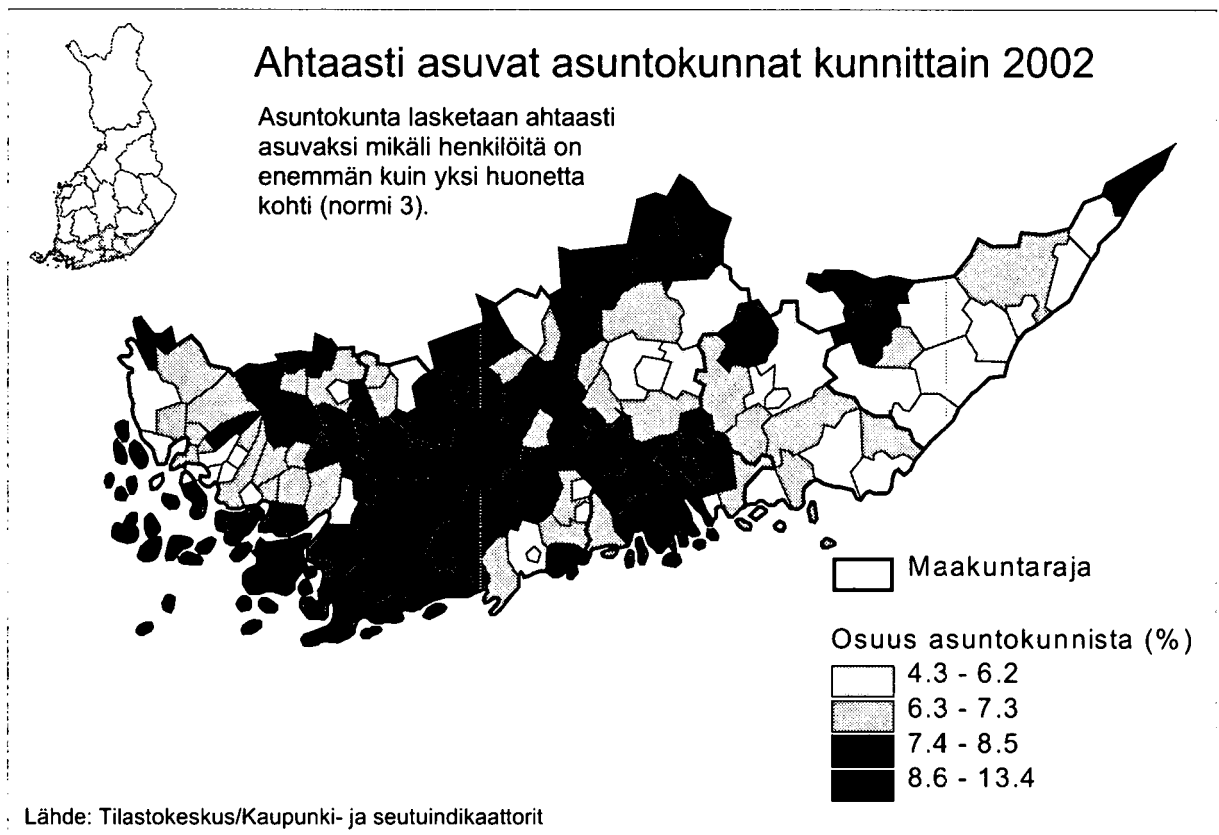 Ahtaasti asuvat asuntokunnat kunnittain 2002
Asuntokunta lasketaan ahtaasti
asuvaksi mikäli henkilöitä on
enemmän kuin yksi huonetta
kohti (normi 3).
Maakuntaraja
Osuus asuntokunnista (%)
4.3 - 6.2
6.3 - 7.3
7.4 - 8.5
8.6 - 13.4
Lähde: Tilastokeskus/Kaupunki- ja seutuindikaattorit